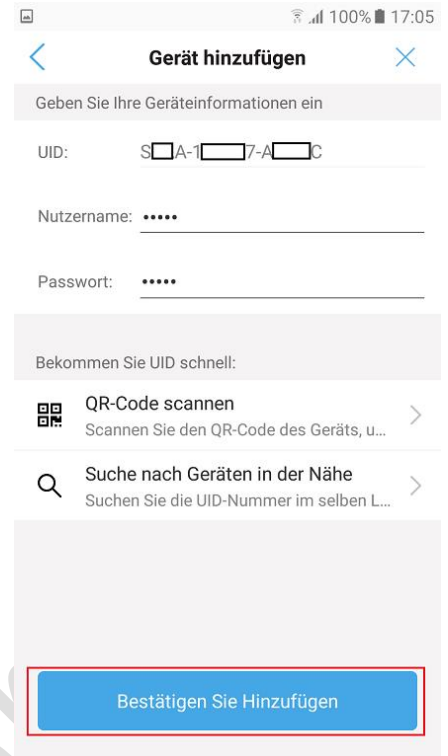 100% 17:05
Gerät hinzufügen
Geben Sie Ihre Geräteinformationen ein
UID: S A-1 7-A C
Nutzername: •••••
Passwort: •••••
Bekommen Sie UID schnell:
QR-Code scannen
Scannen Sie den QR-Code des Geräts, u...
Suche nach Geräten in der Nähe
Suchen Sie die UID-Nummer im selben L...
Bestätigen Sie Hinzufügen